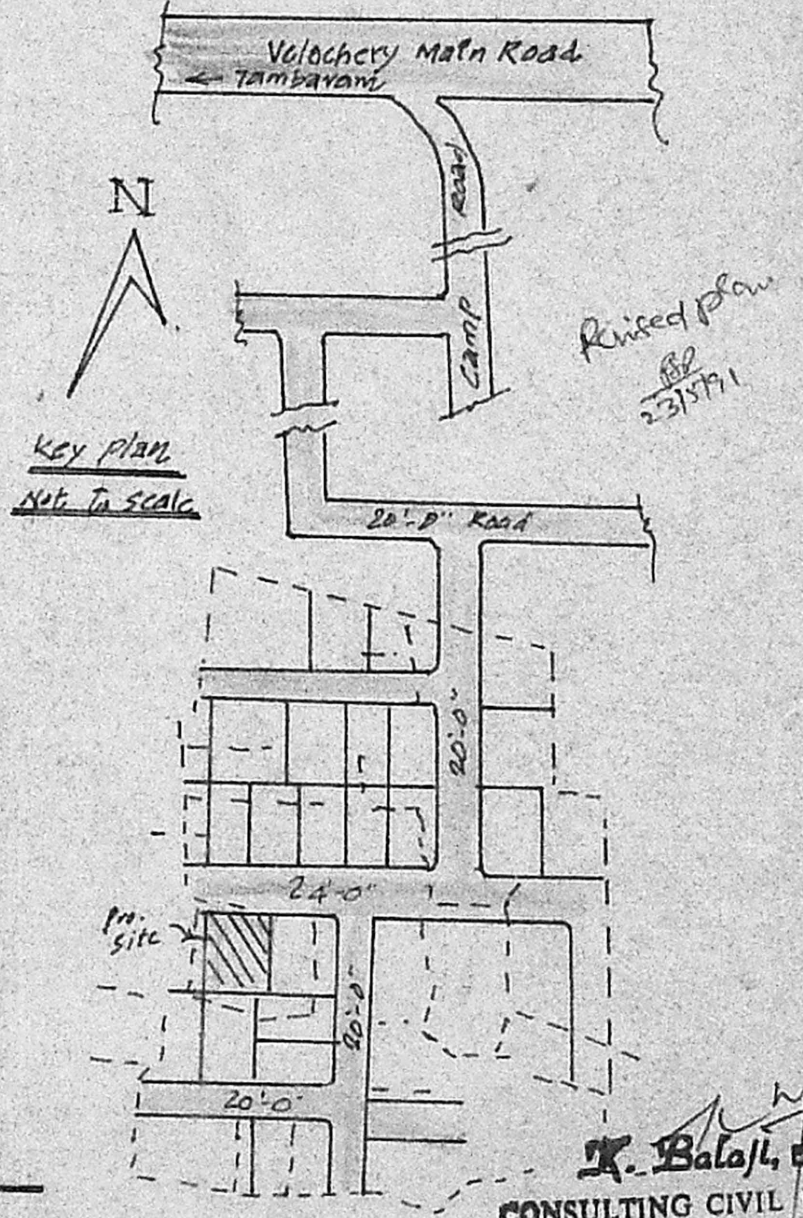 Velachery Main Road
← Tambaram
Camp Road
N
Revised plan
23/5/91
Key plan
Not to scale
20'-0" Road
20'-0"
24'-0"
Pro.
site
20'-0"
20'-0"
K. Balaji,
CONSULTING CIVIL